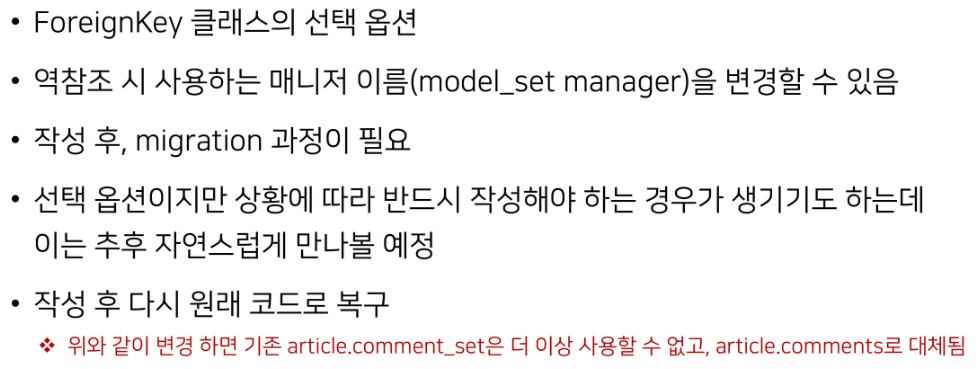 • ForeignKey 클래스의 선택 옵션
• 역참조 시 사용하는 매니저 이름(model_set manager)을 변경할 수 있음
• 작성 후, migration 과정이 필요
• 선택 옵션이지만 상황에 따라 반드시 작성해야 하는 경우가 생기기도 하는데
이는 추후 자연스럽게 만나볼 예정
• 작성 후 다시 원래 코드로 복구
❖ 위와 같이 변경 하면 기존 article.comment_set은 더 이상 사용할 수 없고, article.comments로 대체됨